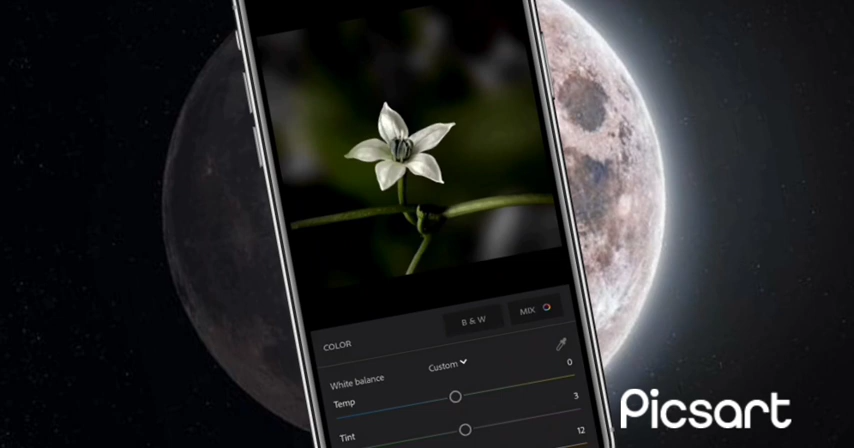 COLOR B & W MIX
White balance Custom
Temp 0
Tint 3
12
Picsart